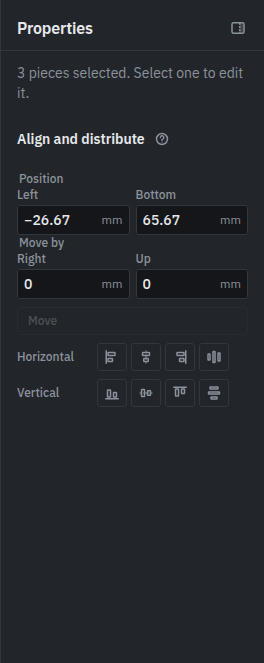 Properties
3 pieces selected. Select one to edit
it.
Align and distribute
Position
Left Bottom
−26.67 mm 65.67 mm
Move by
Right Up
0 mm 0 mm
Move
Horizontal
Vertical